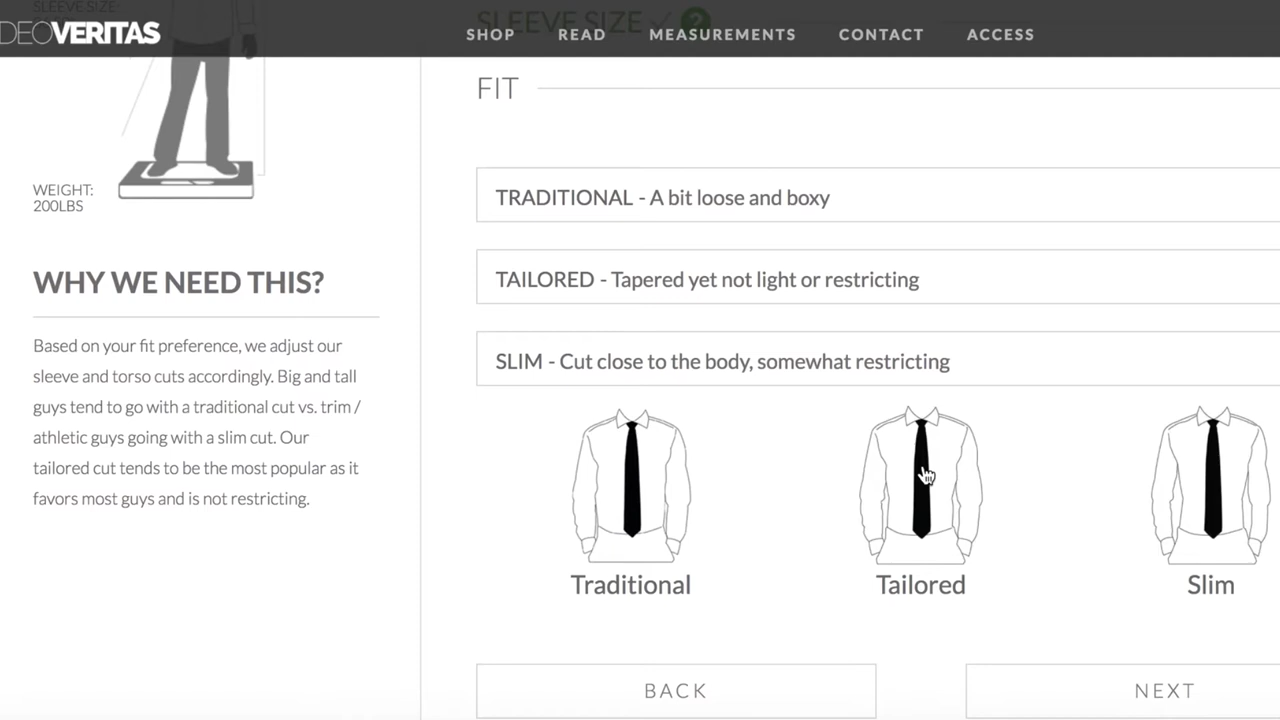 SLEEVE SIZE
SLEEVE SIZE ?
DEOVERITAS
SHOP READ MEASUREMENTS CONTACT ACCESS
FIT
WEIGHT:
200LBS
TRADITIONAL - A bit loose and boxy
TAILORED - Tapered yet not light or restricting
SLIM - Cut close to the body, somewhat restricting
WHY WE NEED THIS?
Based on your fit preference, we adjust our
sleeve and torso cuts accordingly. Big and tall
guys tend to go with a traditional cut vs. trim /
athletic guys going with a slim cut. Our
tailored cut tends to be the most popular as it
favors most guys and is not restricting.
Traditional Tailored Slim
BACK NEXT